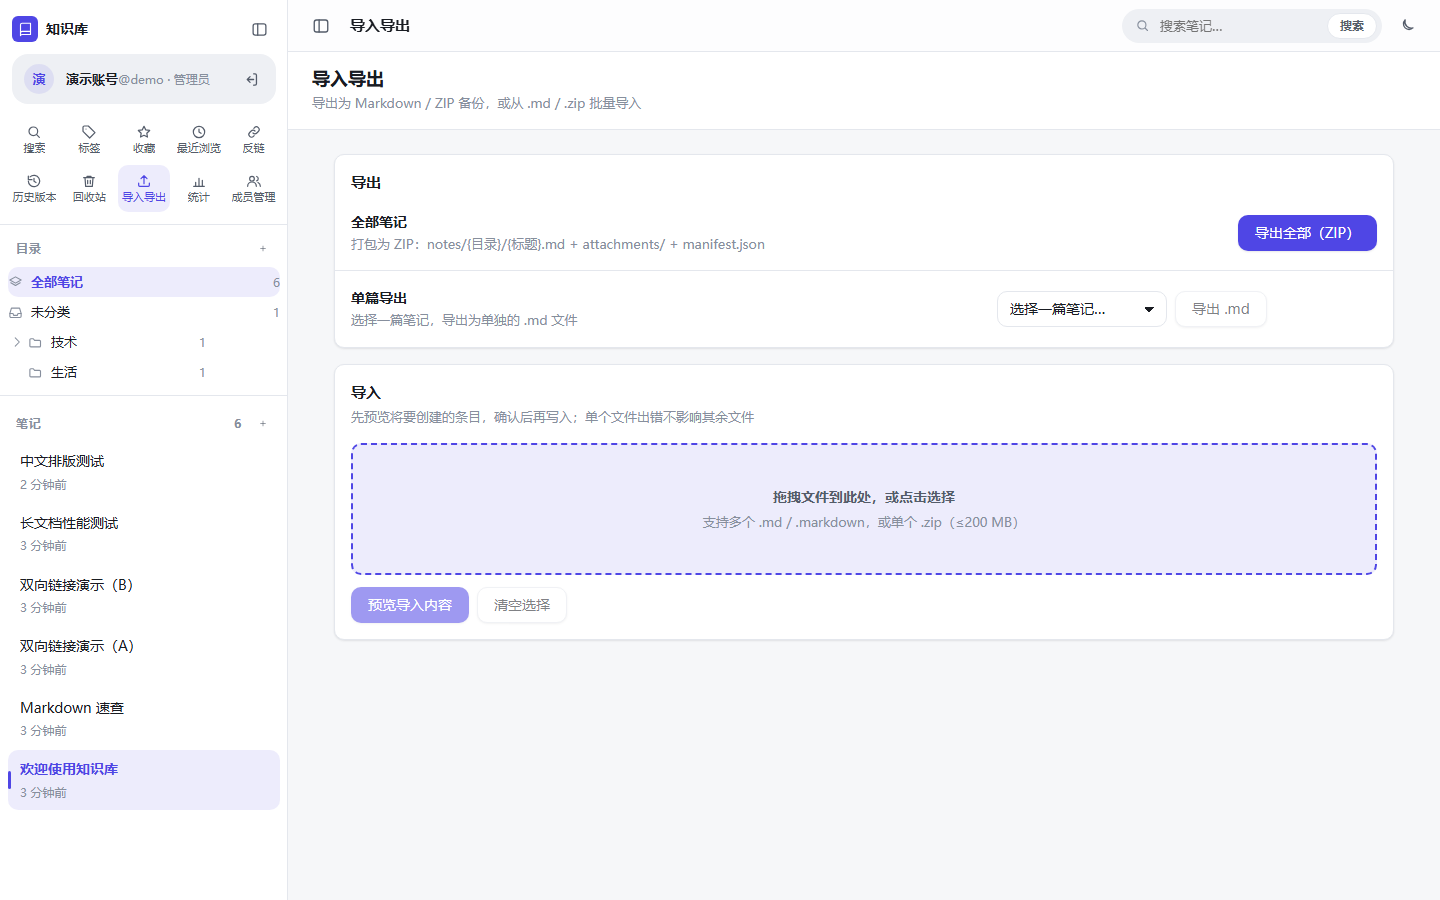 知识库
演
演示账号@demo · 管理员
搜索
标签
收藏
最近浏览
反链
历史版本
回收站
导入导出
统计
成员管理
目录
+
全部笔记
6
未分类
1
技术
1
生活
1
笔记
6
+
中文排版测试
2 分钟前
长文档性能测试
3 分钟前
双向链接演示（B）
3 分钟前
双向链接演示（A）
3 分钟前
Markdown 速查
3 分钟前
欢迎使用知识库
3 分钟前
导入导出
搜索笔记...
搜索
导入导出
导出为 Markdown / ZIP 备份，或从 .md / .zip 批量导入
导出
全部笔记
打包为 ZIP：notes/{目录}/{标题}.md + attachments/ + manifest.json
导出全部（ZIP）
单篇导出
选择一篇笔记，导出为单独的 .md 文件
选择一篇笔记...
导出 .md
导入
先预览将要创建的条目，确认后再写入；单个文件出错不影响其余文件
拖拽文件到此处，或点击选择
支持多个 .md / .markdown，或单个 .zip（≤200 MB）
预览导入内容
清空选择